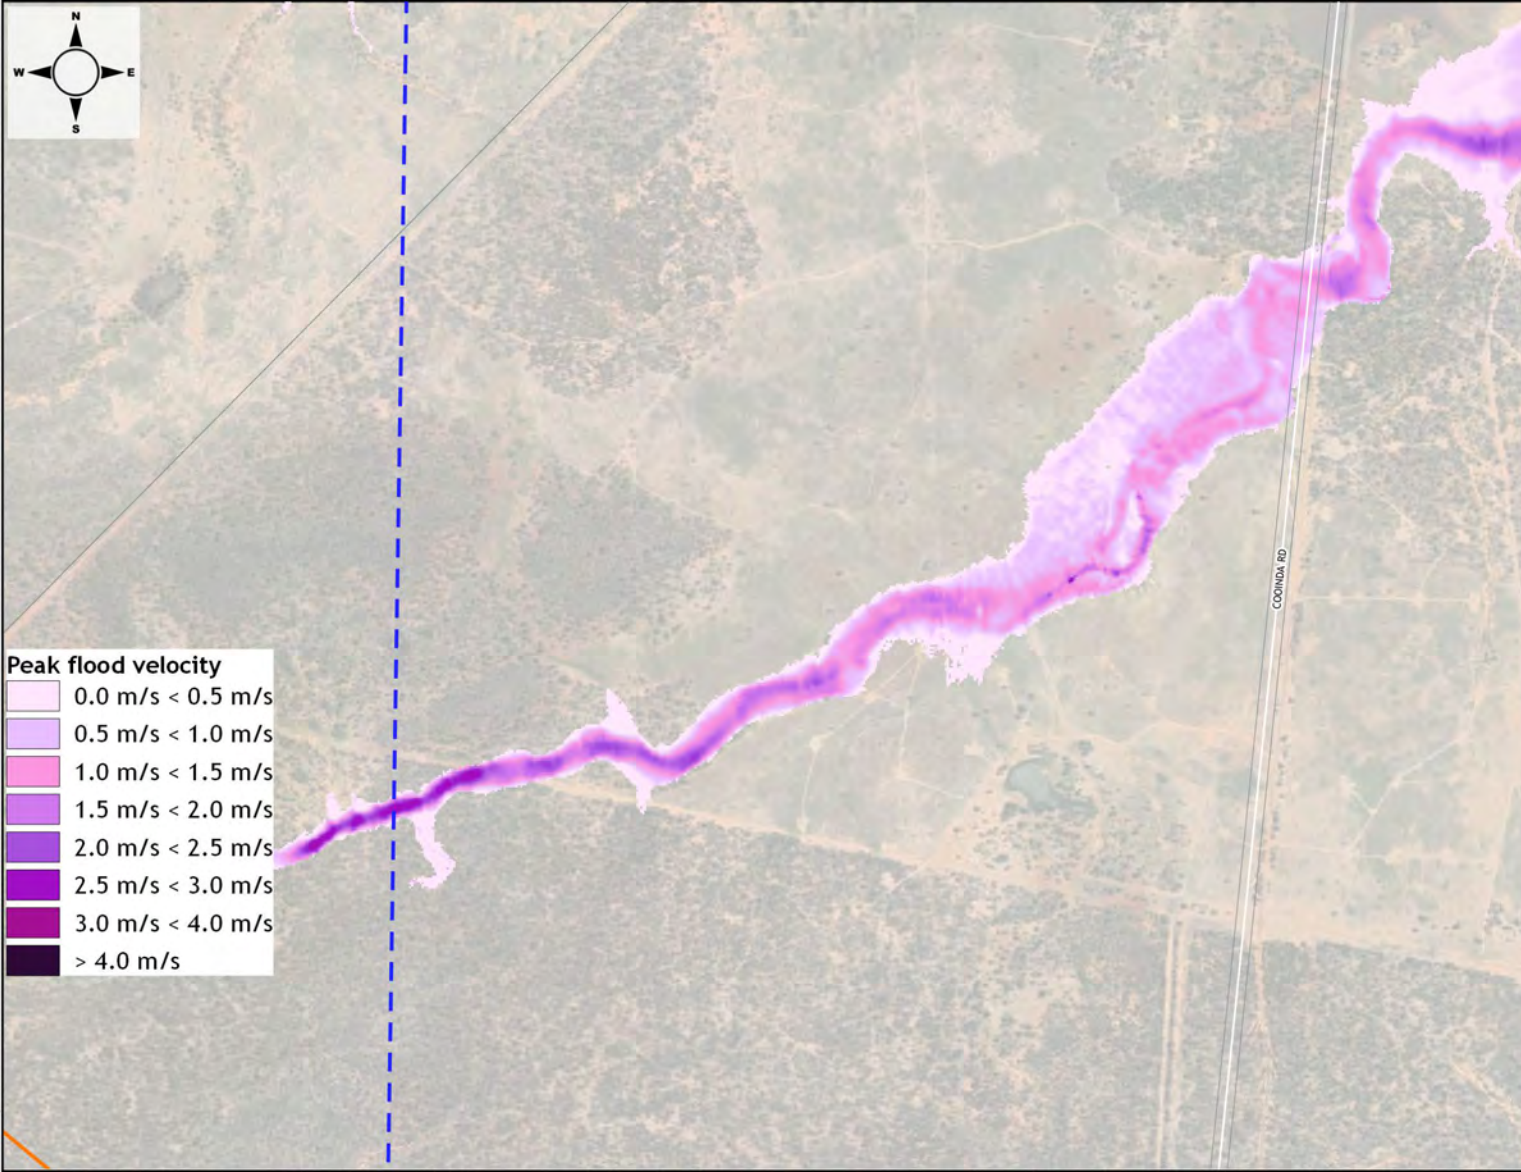 N
W E
S
COOINDA RD
Peak flood velocity
0.0 m/s < 0.5 m/s
0.5 m/s < 1.0 m/s
1.0 m/s < 1.5 m/s
1.5 m/s < 2.0 m/s
2.0 m/s < 2.5 m/s
2.5 m/s < 3.0 m/s
3.0 m/s < 4.0 m/s
> 4.0 m/s